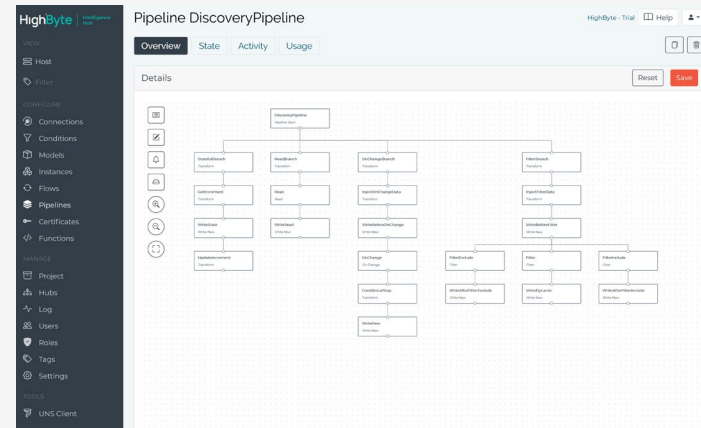 HighByte Intelligence Hub
Pipeline DiscoveryPipeline
HighByte - Trial
Help
VIEW
Host
Filter
Overview
State
Activity
Usage
Details
Reset
Save
CONFIGURE
Connections
Conditions
Models
Instances
Flows
Pipelines
Certificates
Functions
MANAGE
Project
Hubs
Log
Users
Roles
Tags
Settings
TOOLS
UNS Client
DiscoveryPipeline
Pipeline Start
StatefulBranch
Transform
ReadBranch
Transform
OnChangeBranch
Transform
FilterBranch
Transform
GetIncrement
Transform
Read
Read
InjectOnChangeData
Transform
InjectFilterData
Transform
WriteState
Write New
WriteRead
Write New
WriteBeforeOnChange
Write New
WriteBeforeFilter
Write New
UpdateIncrement
Transform
OnChange
On Change
FilterExclude
Filter
Filter
Filter
FilterInclude
Filter
Transform
WriteAfterFilterExclude
Write New
WriteDynamic
Write New
WriteAfterFilterInclude
Write New
WriteNew
Write New